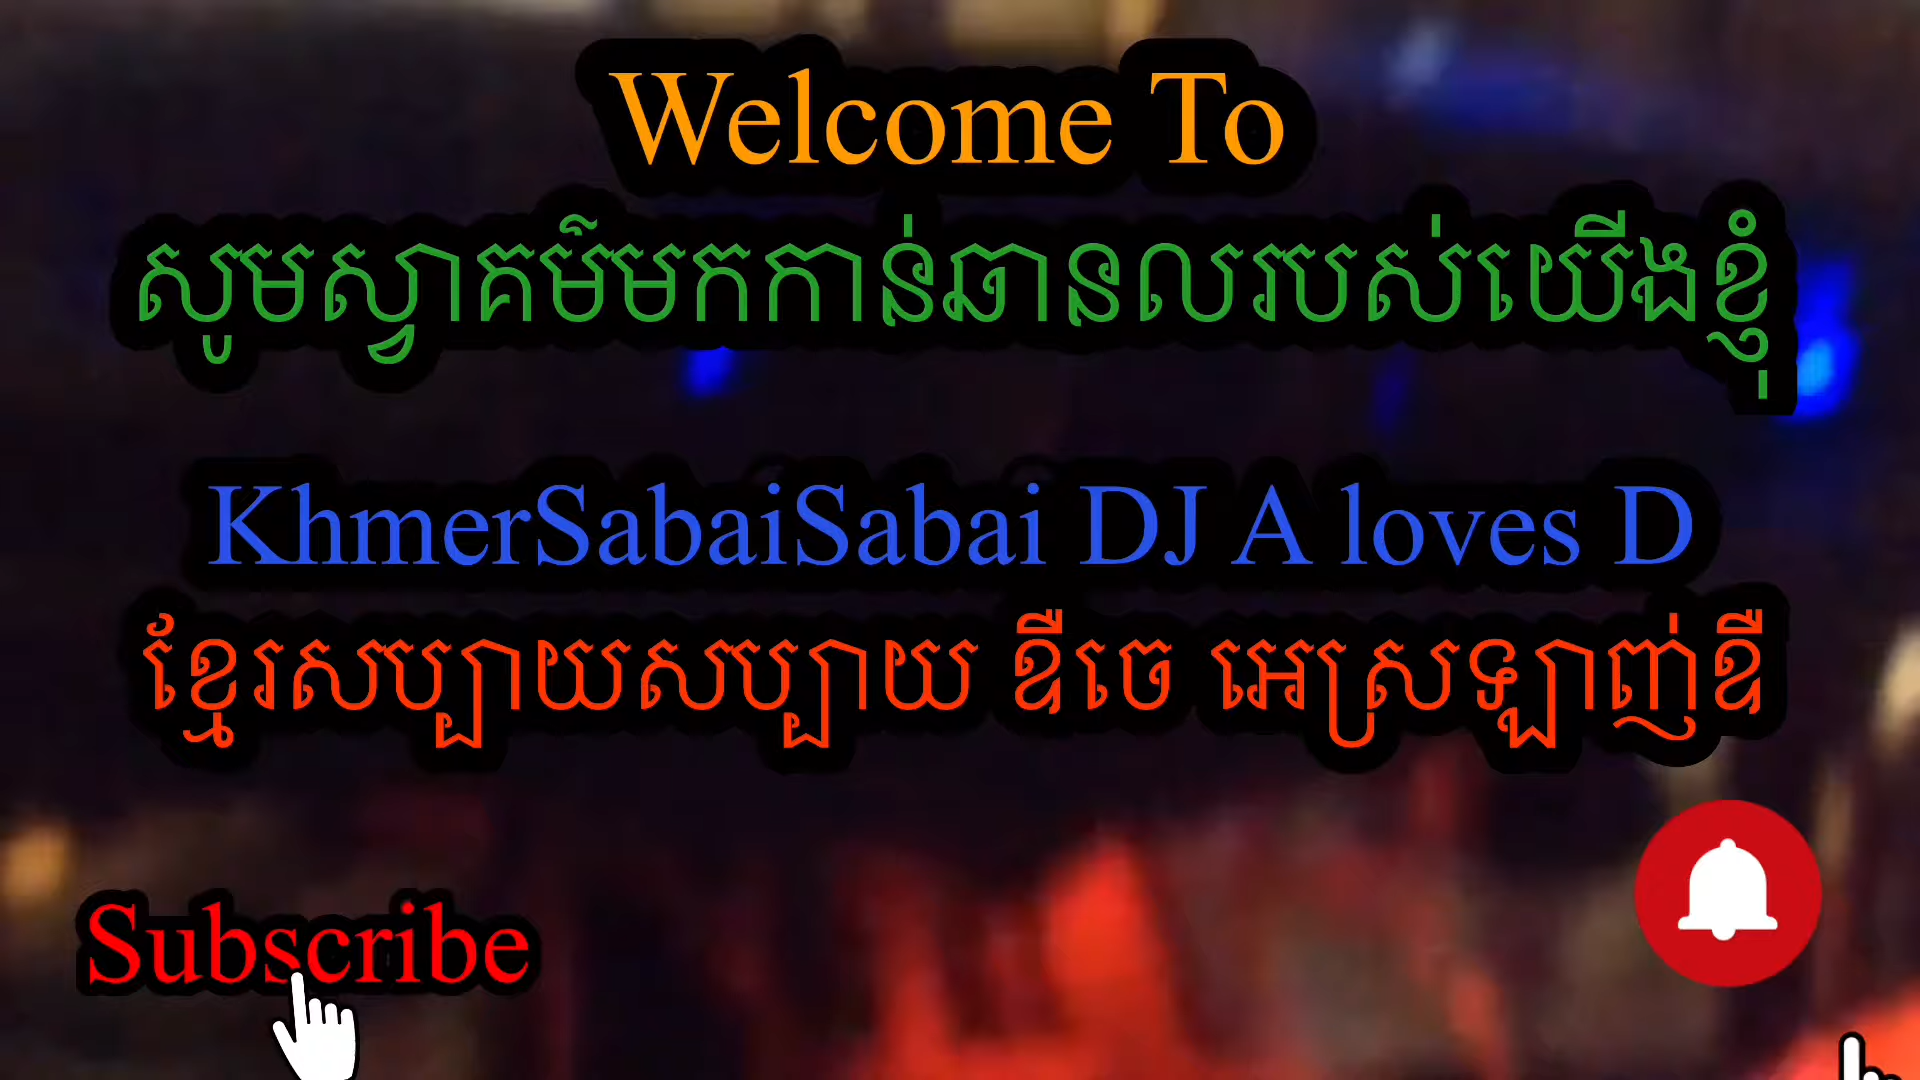 Welcome To
សូមស្វាគម៌មកកាន់ឆានលរបស់យើងខ្ញុំ
KhmerSabaiSabai DJ A loves D
ខ្មែរសប្បាយសប្បាយ ឌឺចេ អេស្រឡាញ់ឌឺ
Subscribe